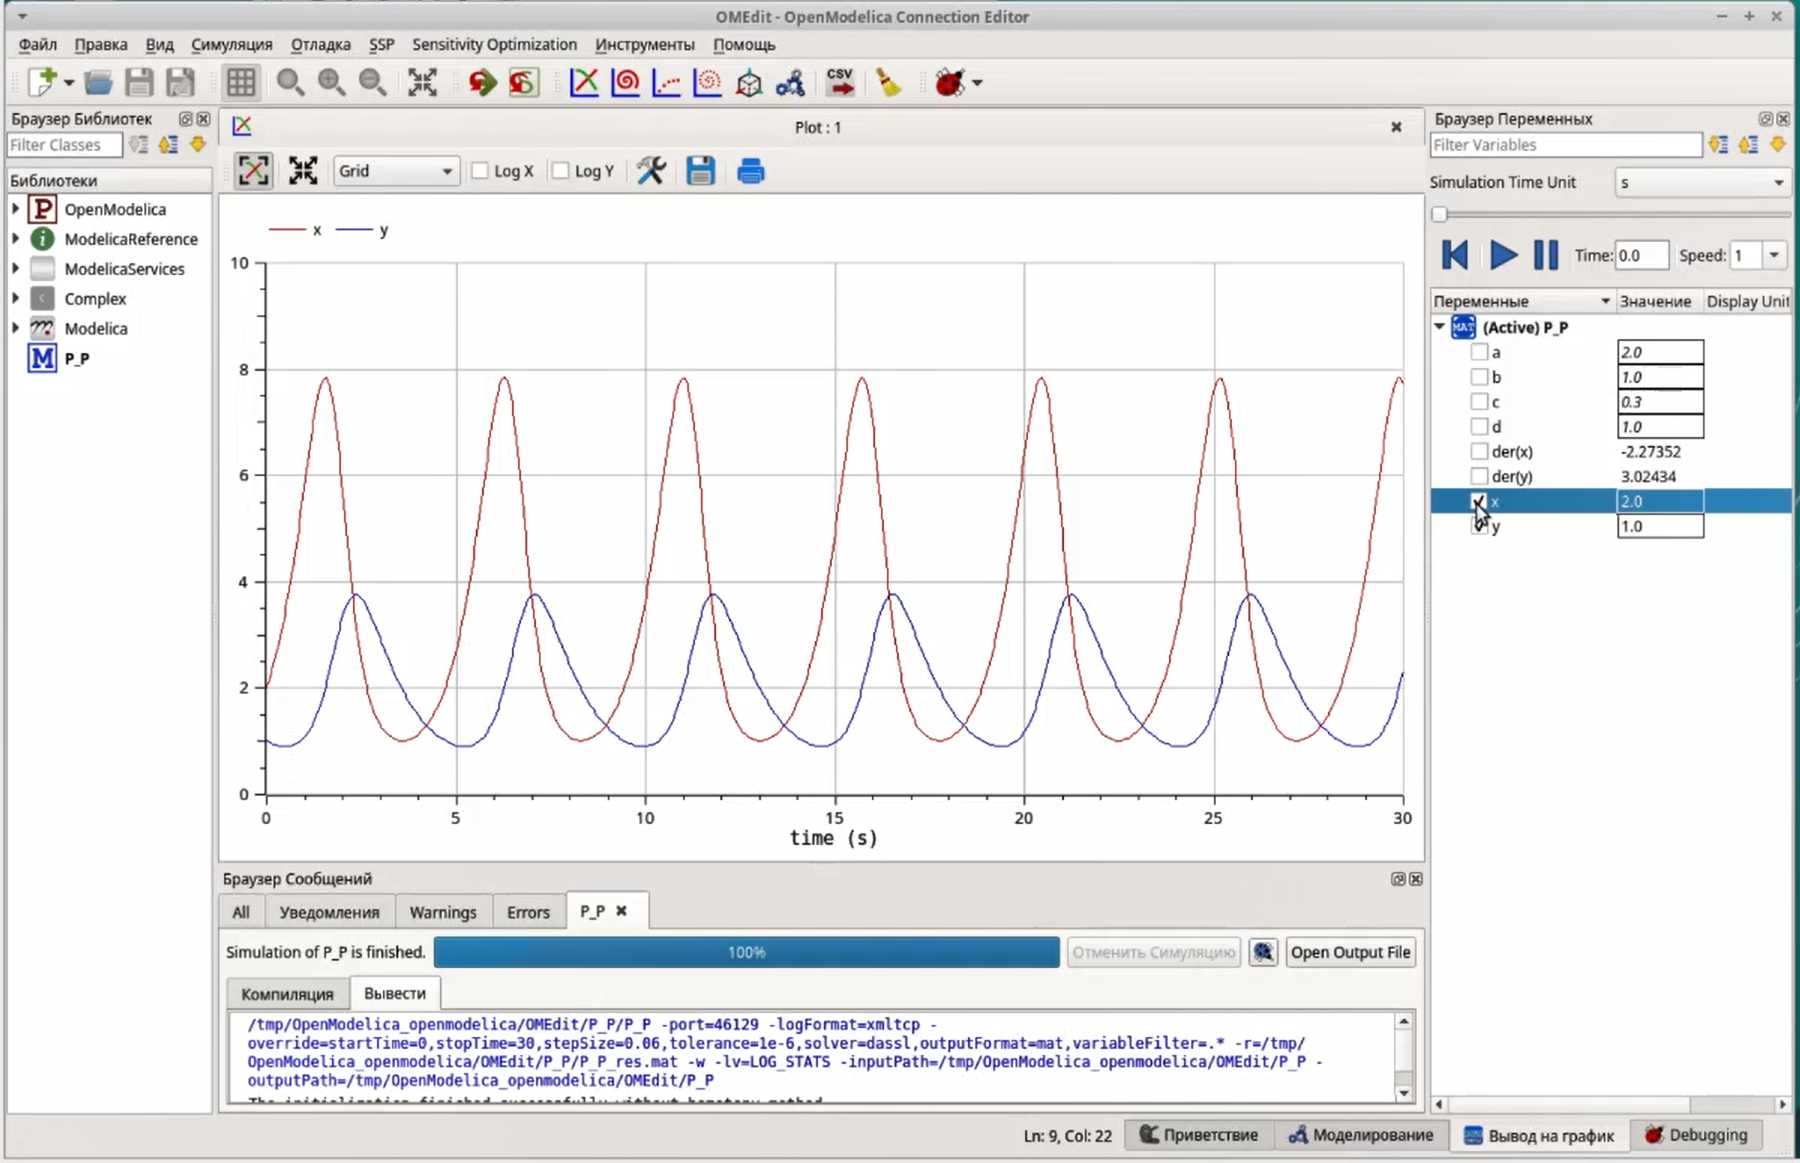 OMEdit - OpenModelica Connection Editor
Файл Правка Вид Симуляция Отладка SSP Sensitivity Optimization Инструменты Помощь
CSV
Браузер Библиотек
Filter Classes
Библиотеки
P OpenModelica
i ModelicaReference
ModelicaServices
C Complex
Modelica
M P_P
Plot : 1
Grid Log X Log Y
x y
10
8
6
4
2
0
0 5 10 15 20 25 30
time (s)
Браузер Сообщений
All Уведомления Warnings Errors P_P
Simulation of P_P is finished. 100% Отменить Симуляцию Open Output File
Компиляция Вывести
/tmp/OpenModelica_openmodelica/OMEdit/P_P/P_P -port=46129 -logFormat=xmltcp -
override=startTime=0,stopTime=30,stepSize=0.06,tolerance=1e-6,solver=dassl,outputFormat=mat,variableFilter=.* -r=/tmp/
OpenModelica_openmodelica/OMEdit/P_P/P_P_res.mat -w -lv=LOG_STATS -inputPath=/tmp/OpenModelica_openmodelica/OMEdit/P_P -
outputPath=/tmp/OpenModelica_openmodelica/OMEdit/P_P
Браузер Переменных
Filter Variables
Simulation Time Unit s
Time: 0.0 Speed: 1
Переменные Значение Display Unit
MAT (Active) P_P
a 2.0
b 1.0
c 0.3
d 1.0
der(x) -2.27352
der(y) 3.02434
x 2.0
y 1.0
Ln: 9, Col: 22 Приветствие Моделирование Вывод на график Debugging